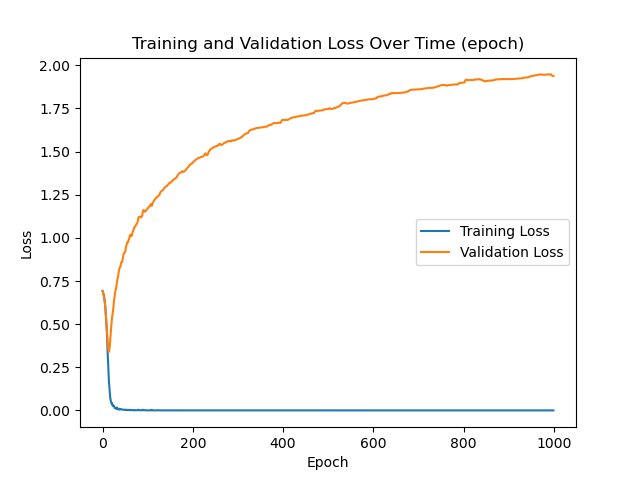 Training and Validation Loss Over Time (epoch)
2.00
1.75
1.50
1.25
1.00
0.75
0.50
0.25
0.00
Loss
Training Loss
Validation Loss
0 200 400 600 800 1000
Epoch